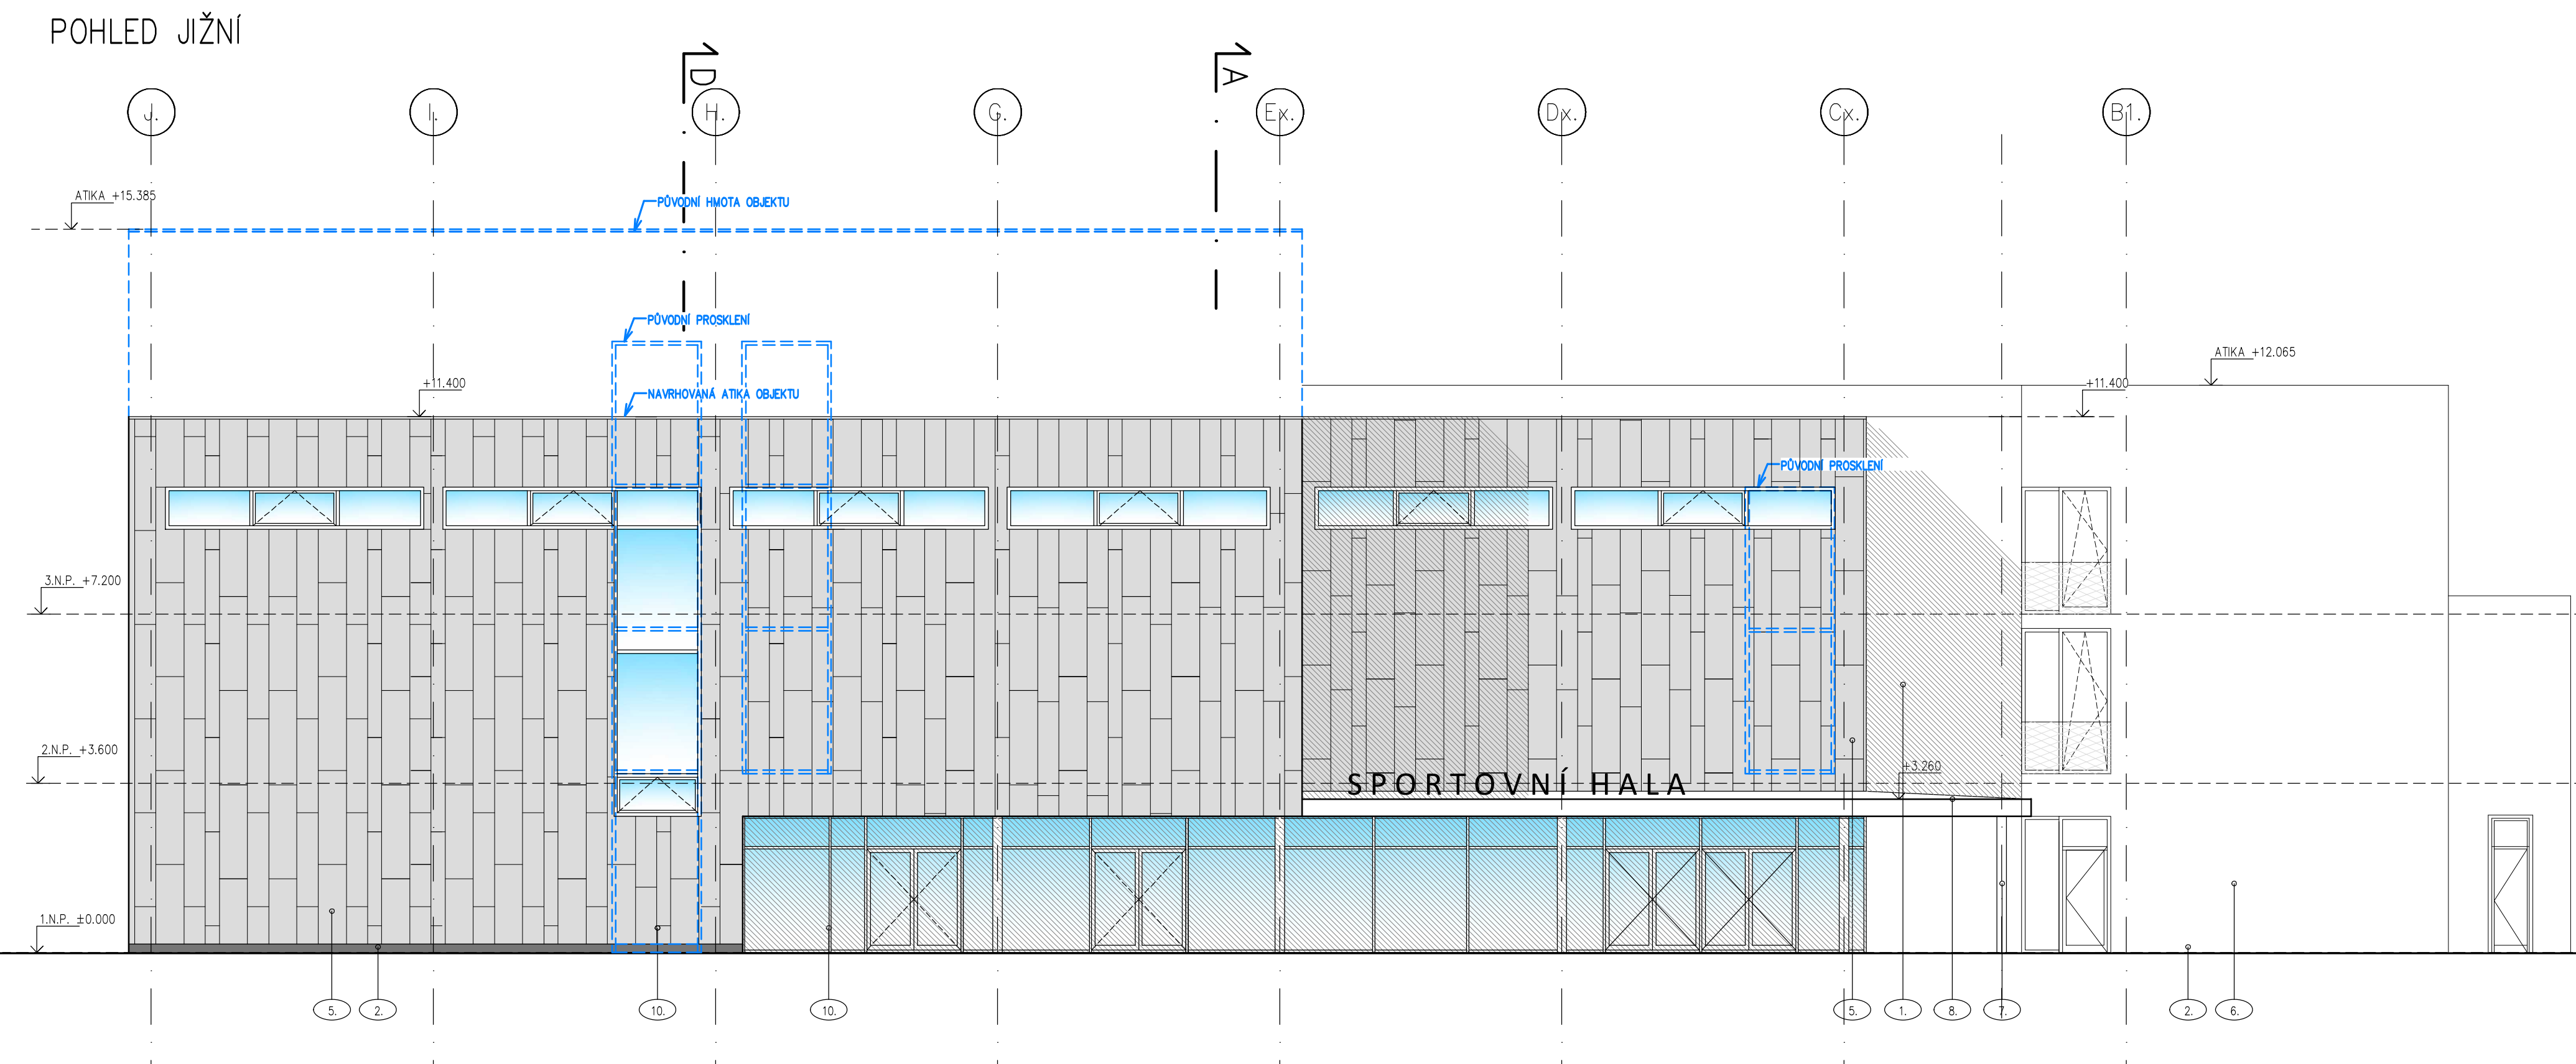 POHLED JIŽNÍ
D
A
J.
I.
H.
G.
Ex.
Dx.
Cx.
B1.
ATIKA +15.385
PŮVODNÍ HMOTA OBJEKTU
PŮVODNÍ PROSKLENÍ
ATIKA +12.065
+11.400
NAVRHOVANÁ ATIKA OBJEKTU
+11.400
PŮVODNÍ PROSKLENÍ
3.N.P. +7.200
2.N.P. +3.600
+3.260
SPORTOVNÍ HALA
1.N.P. ±0.000
5.
2.
10.
10.
5.
1.
8.
7.
2.
6.